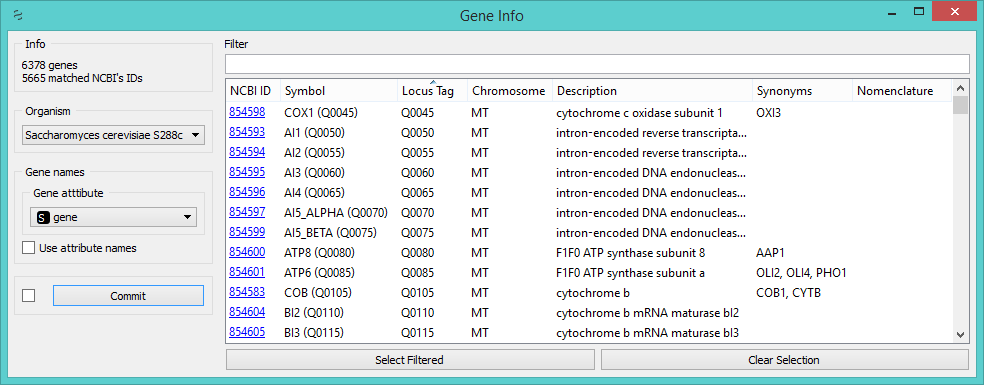 Gene Info
Info
6378 genes
5665 matched NCBI's IDs
Organism
Saccharomyces cerevisiae S288c
Gene names
Gene atttibute
S gene
Use attribute names
Commit
Filter
NCBI ID Symbol Locus Tag Chromosome Description Synonyms Nomenclature
854598 COX1 (Q0045) Q0045 MT cytochrome c oxidase subunit 1 OXI3
854593 AI1 (Q0050) Q0050 MT intron-encoded reverse transcripta...
854594 AI2 (Q0055) Q0055 MT intron-encoded reverse transcripta...
854595 AI3 (Q0060) Q0060 MT intron-encoded DNA endonucleas...
854596 AI4 (Q0065) Q0065 MT intron-encoded DNA endonucleas...
854597 AI5_ALPHA (Q0070) Q0070 MT intron-encoded DNA endonucleas...
854599 AI5_BETA (Q0075) Q0075 MT intron-encoded DNA endonucleas...
854600 ATP8 (Q0080) Q0080 MT F1F0 ATP synthase subunit 8 AAP1
854601 ATP6 (Q0085) Q0085 MT F1F0 ATP synthase subunit a OLI2, OLI4, PHO1
854583 COB (Q0105) Q0105 MT cytochrome b COB1, CYTB
854604 BI2 (Q0110) Q0110 MT cytochrome b mRNA maturase bI2
854605 BI3 (Q0115) Q0115 MT cytochrome b mRNA maturase bI3
Select Filtered
Clear Selection